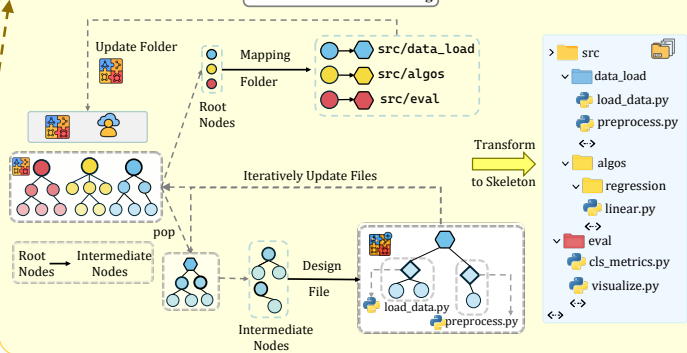 Update Folder
Root
Nodes
Mapping
Folder
src/data_load
src/algos
src/eval
Transform
to Skeleton
src
data_load
load_data.py
preprocess.py
<··>
algos
regression
linear.py
<··>
eval
cls_metrics.py
visualize.py
<··>
<··>
Iteratively Update Files
pop
Root
Nodes
Intermediate
Nodes
Intermediate
Nodes
Design
File
load_data.py
preprocess.py